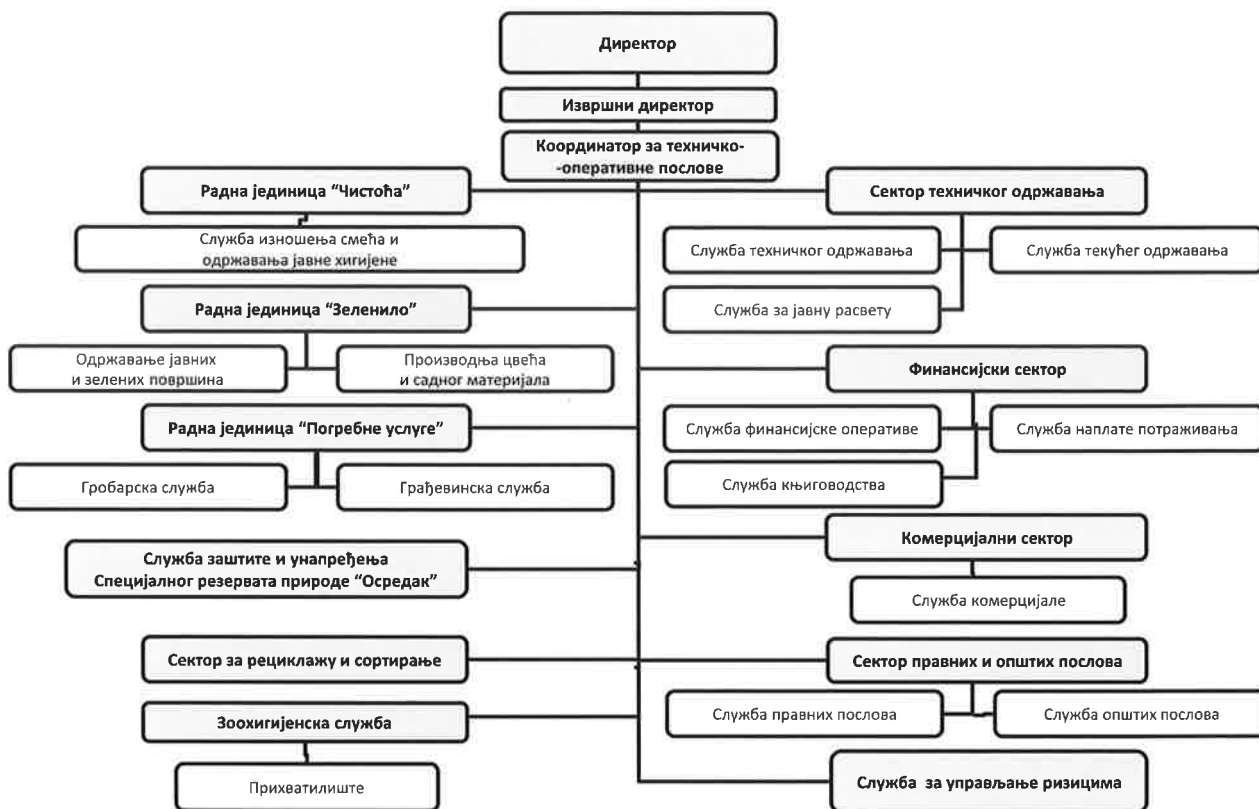 Директор
Извршни директор
Координатор за техничко-
-оперативне послове
Радна јединица “Чистоћа”
Служба изношења смећа и
одржавања јавне хигијене
Радна јединица “Зеленило”
Одржавање јавних
и зелених површина
Производња цвећа
и садног материјала
Радна јединица “Погребне услуге”
Гробарска служба
Грађевинска служба
Служба заштите и унапређења
Специјалног резервата природе “Осредак”
Сектор за рециклажу и сортирање
Зоохигијенска служба
Прихватилиште
Сектор техничког одржавања
Служба техничког одржавања
Служба текућег одржавања
Служба за јавну расвету
Финансијски сектор
Служба финансијске оперативе
Служба наплате потраживања
Служба књиговодства
Комерцијални сектор
Служба комерцијале
Сектор правних и општих послова
Служба правних послова
Служба општих послова
Служба за управљање ризицима